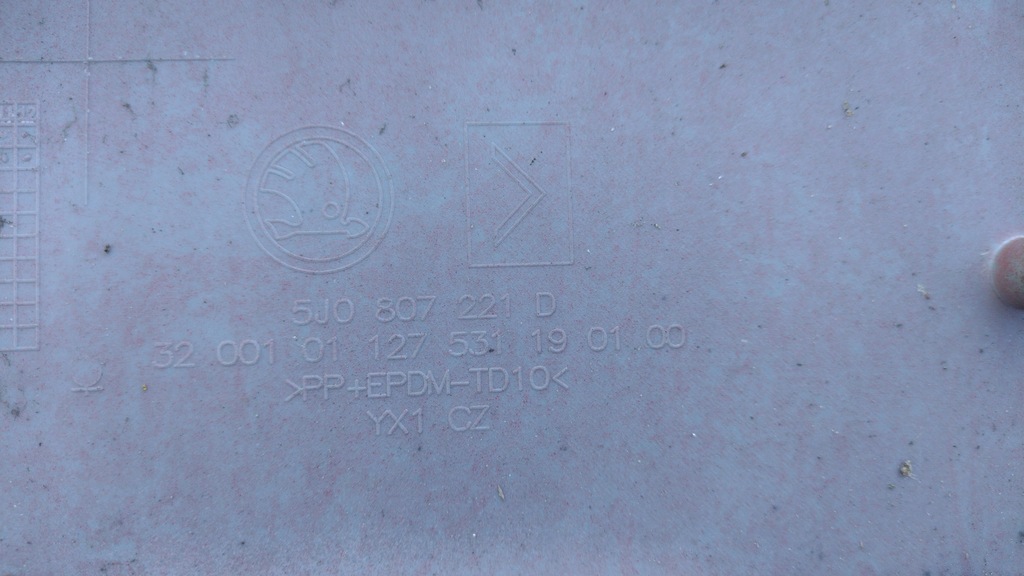 5J0 807 221 D
32 001 01 127 531 19 01 00
>PP+EPDM-TD10<
YX1 CZ